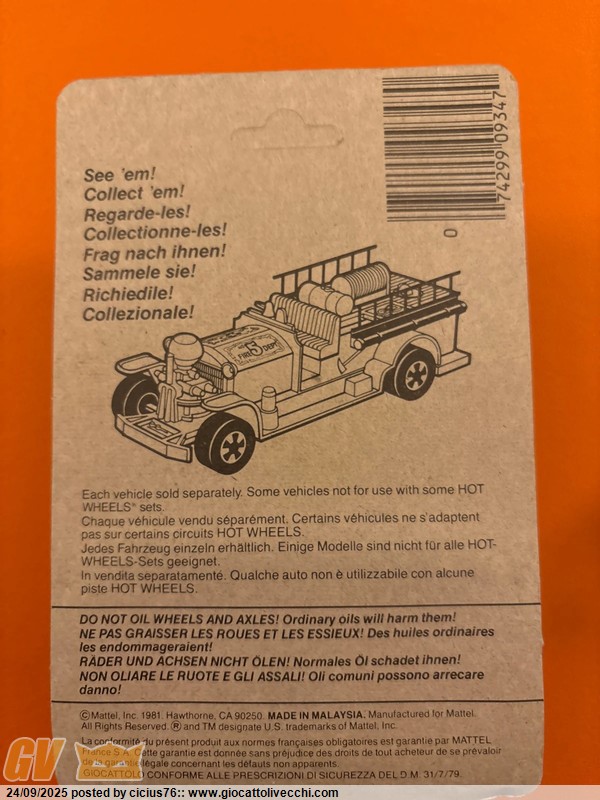 74299 09347
0
See 'em!
Collect 'em!
Regarde-les!
Collectionne-les!
Frag nach ihnen!
Sammele sie!
Richiedile!
Collezionale!
5
FIRE DEPT.
Each vehicle sold separately. Some vehicles not for use with some HOT
WHEELS® sets.
Chaque véhicule vendu séparément. Certains véhicules ne s'adaptent
pas sur certains circuits HOT WHEELS.
Jedes Fahrzeug einzeln erhältlich. Einige Modelle sind nicht für alle HOT-
WHEELS-Sets geeignet.
In vendita separatamenté. Qualche auto non è utilizzabile con alcune
piste HOT WHEELS.
DO NOT OIL WHEELS AND AXLES! Ordinary oils will harm them!
NE PAS GRAISSER LES ROUES ET LES ESSIEUX! Des huiles ordinaires
les endommageraient!
RÄDER UND ACHSEN NICHT ÖLEN! Normales Öl schadet ihnen!
NON OLIARE LE RUOTE E GLI ASSALI! Oli comuni possono arrecare
danno!
©Mattel, Inc. 1981. Hawthorne, CA 90250. MADE IN MALAYSIA. Manufactured for Mattel.
All Rights Reserved. ® and TM designate U.S. trademarks of Mattel, Inc.
La conformité du présent produit aux normes françaises obligatoires est garantie par MATTEL
France S.A. Cette garantie est donnée sans préjudice des droits de tout acheteur de se prévaloir
de la garantie légale concernant les défauts non apparents.
GIOCATTOLO CONFORME ALLE PRESCRIZIONI DI SICUREZZA DEL D.M. 31/7/79.
GV
24/09/2025 posted by cicius76:: www.giocattolivecchi.com